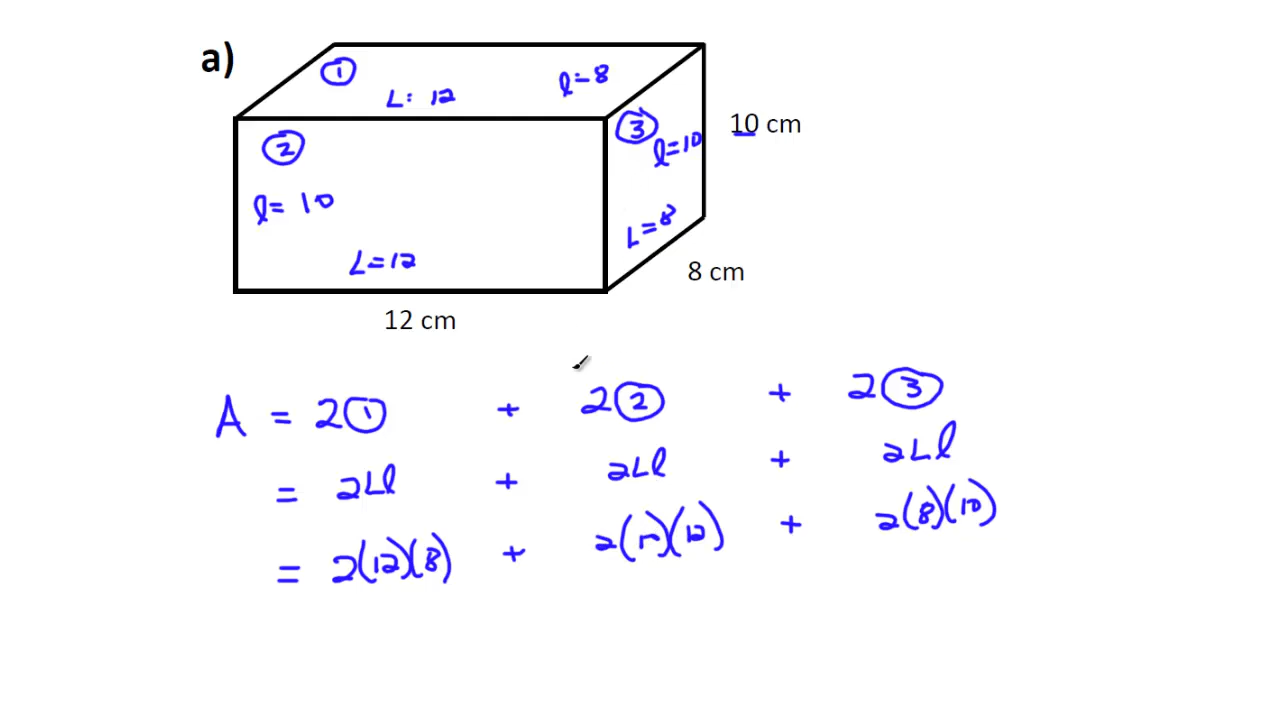 a)
①
L: 12
l=8
②
③
l=10
10 cm
l= 10
L=8
L=12
8 cm
12 cm
A = 2① + 2② + 2③
= 2Ll + 2Ll + 2Ll
= 2(12)(8) + 2(10)(12) + 2(8)(10)